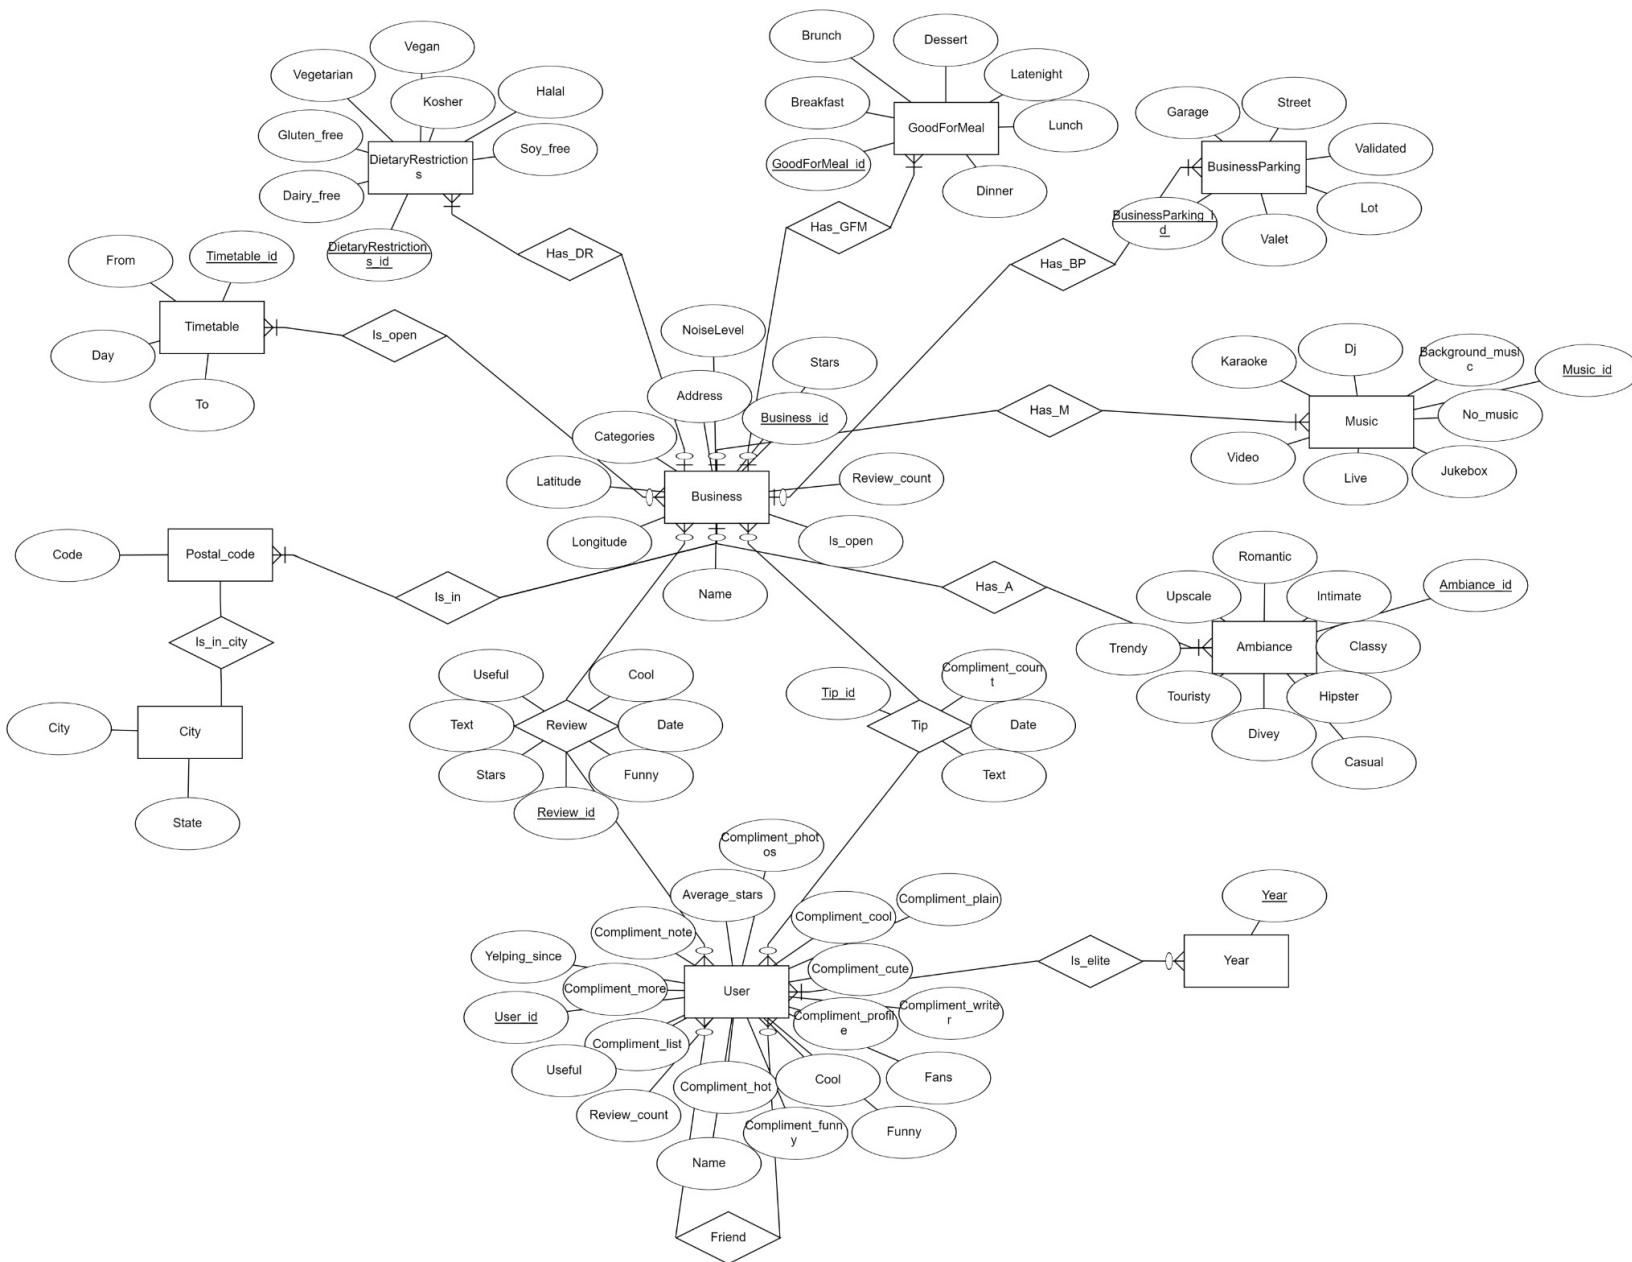 Vegan
Vegetarian
Kosher
Halal
Gluten_free
Soy_free
DietaryRestriction
s
Dairy_free
DietaryRestriction
s_id
Brunch
Dessert
Latenight
Breakfast
GoodForMeal
Lunch
GoodForMeal_id
Dinner
Garage
Street
Validated
BusinessParking
Lot
BusinessParking_i
d
Valet
Has_DR
Has_GFM
Has_BP
From
Timetable_id
Timetable
Day
To
Is_open
NoiseLevel
Stars
Address
Business_id
Categories
Latitude
Business
Review_count
Longitude
Is_open
Name
Has_M
Karaoke
Dj
Background_musi
c
Music_id
Music
No_music
Video
Live
Jukebox
Code
Postal_code
Is_in
Is_in_city
City
City
State
Has_A
Romantic
Upscale
Intimate
Ambiance_id
Trendy
Ambiance
Classy
Touristy
Hipster
Divey
Casual
Useful
Cool
Text
Review
Date
Stars
Funny
Review_id
Compliment_coun
t
Tip_id
Tip
Date
Text
Compliment_phot
os
Average_stars
Compliment_plain
Compliment_cool
Compliment_note
Yelping_since
Compliment_cute
Compliment_more
User
User_id
Compliment_write
r
Compliment_profil
e
Compliment_list
Useful
Compliment_hot
Cool
Fans
Review_count
Compliment_funn
y
Funny
Name
Friend
Is_elite
Year
Year